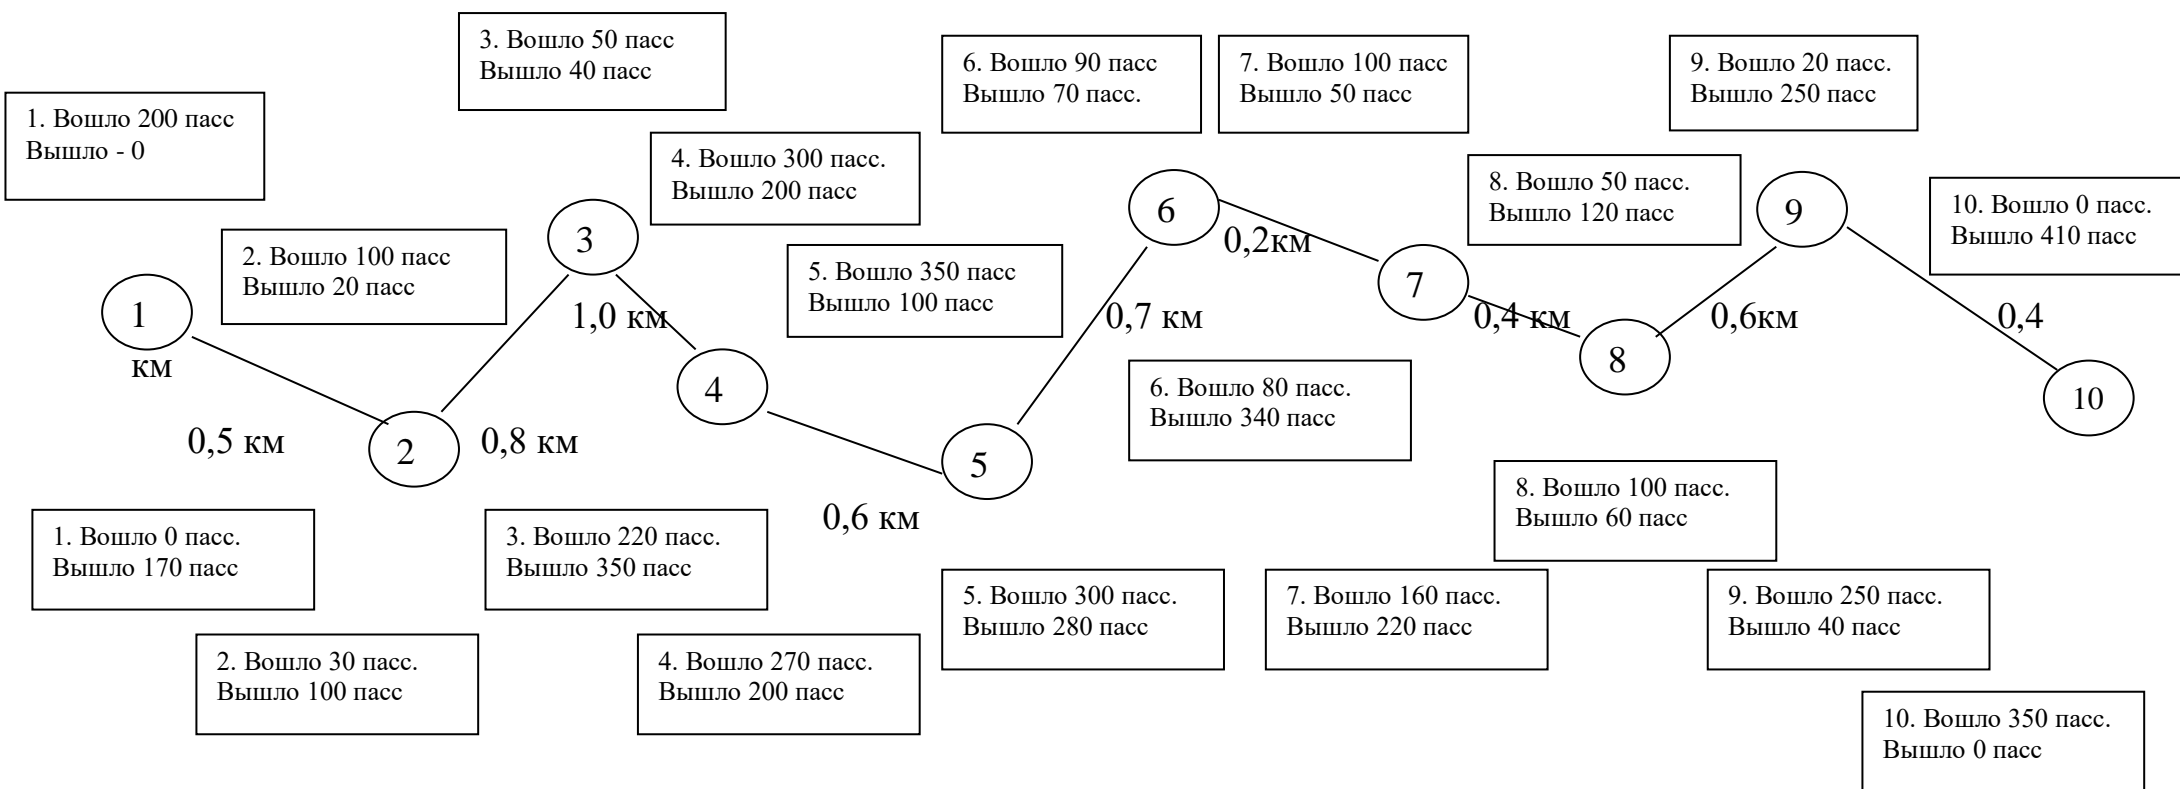 3. Вошло 50 пасс
Вышло 40 пасс
6. Вошло 90 пасс
Вышло 70 пасс.
7. Вошло 100 пасс
Вышло 50 пасс
9. Вошло 20 пасс.
Вышло 250 пасс
1. Вошло 200 пасс
Вышло - 0
4. Вошло 300 пасс.
Вышло 200 пасс
8. Вошло 50 пасс.
Вышло 120 пасс
10. Вошло 0 пасс.
Вышло 410 пасс
2. Вошло 100 пасс
Вышло 20 пасс
5. Вошло 350 пасс
Вышло 100 пасс
3
6
9
0,2км
7
1
1,0 км
0,7 км
0,4 км
0,6км
0,4
км
4
8
10
6. Вошло 80 пасс.
Вышло 340 пасс
0,5 км
2
0,8 км
5
0,6 км
8. Вошло 100 пасс.
Вышло 60 пасс
1. Вошло 0 пасс.
Вышло 170 пасс
3. Вошло 220 пасс.
Вышло 350 пасс
5. Вошло 300 пасс.
Вышло 280 пасс
7. Вошло 160 пасс.
Вышло 220 пасс
9. Вошло 250 пасс.
Вышло 40 пасс
2. Вошло 30 пасс.
Вышло 100 пасс
4. Вошло 270 пасс.
Вышло 200 пасс
10. Вошло 350 пасс.
Вышло 0 пасс